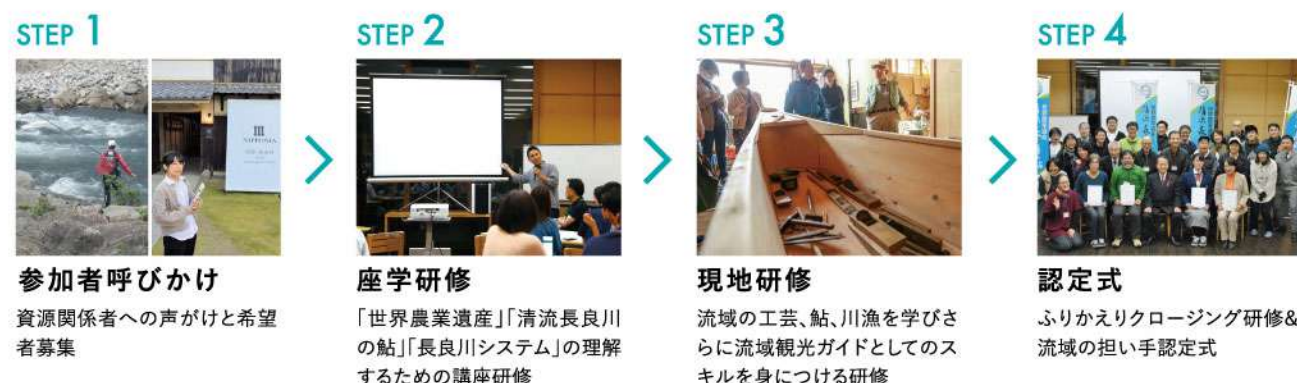 STEP 1
参加者呼びかけ
資源関係者への声がけと希望
者募集
STEP 2
座学研修
「世界農業遺産」「清流長良川
の鮎」「長良川システム」の理解
するための講座研修
STEP 3
現地研修
流域の工芸、鮎、川漁を学びさ
らに流域観光ガイドとしてのス
キルを身につける研修
STEP 4
認定式
ふりかえりクロージング研修&
流域の担い手認定式
NIPPONIA
清流長